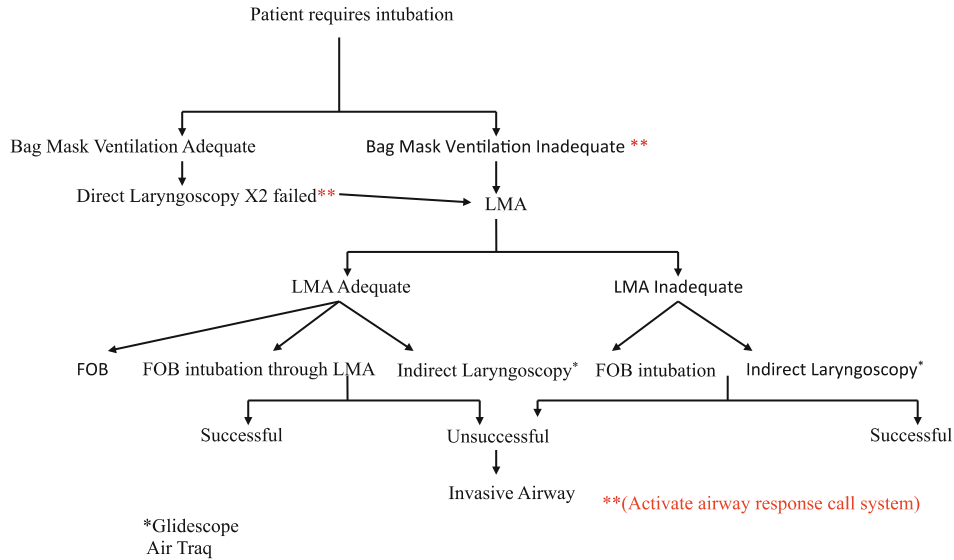 Patient requires intubation
Bag Mask Ventilation Adequate
Bag Mask Ventilation Inadequate **
Direct Laryngoscopy X2 failed**
LMA
LMA Adequate
LMA Inadequate
FOB
FOB intubation through LMA
Indirect Laryngoscopy*
FOB intubation
Indirect Laryngoscopy*
Successful
Unsuccessful
Successful
Invasive Airway
**(Activate airway response call system)
*Glidescope
Air Traq